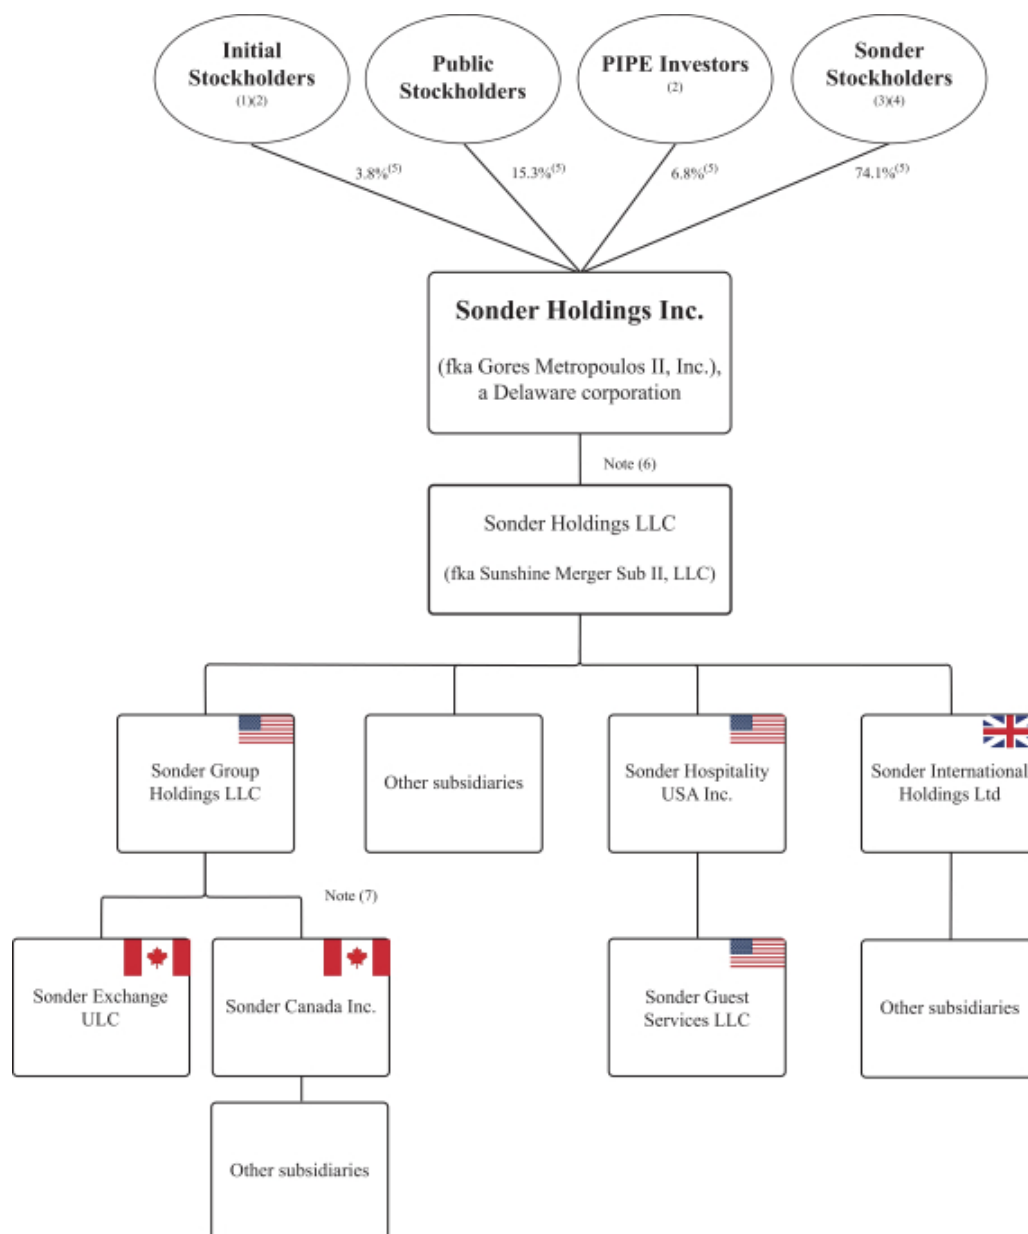 Initial
Stockholders
(1)(2)
Public
Stockholders
PIPE Investors
(2)
Sonder
Stockholders
(3)(4)
3.8%(5)
15.3%(5)
6.8%(5)
74.1%(5)
Sonder Holdings Inc.
(fka Gores Metropoulos II, Inc.),
a Delaware corporation
Note (6)
Sonder Holdings LLC
(fka Sunshine Merger Sub II, LLC)
Sonder Group
Holdings LLC
Other subsidiaries
Sonder Hospitality
USA Inc.
Sonder International
Holdings Ltd
Note (7)
Sonder Exchange
ULC
Sonder Canada Inc.
Sonder Guest
Services LLC
Other subsidiaries
Other subsidiaries